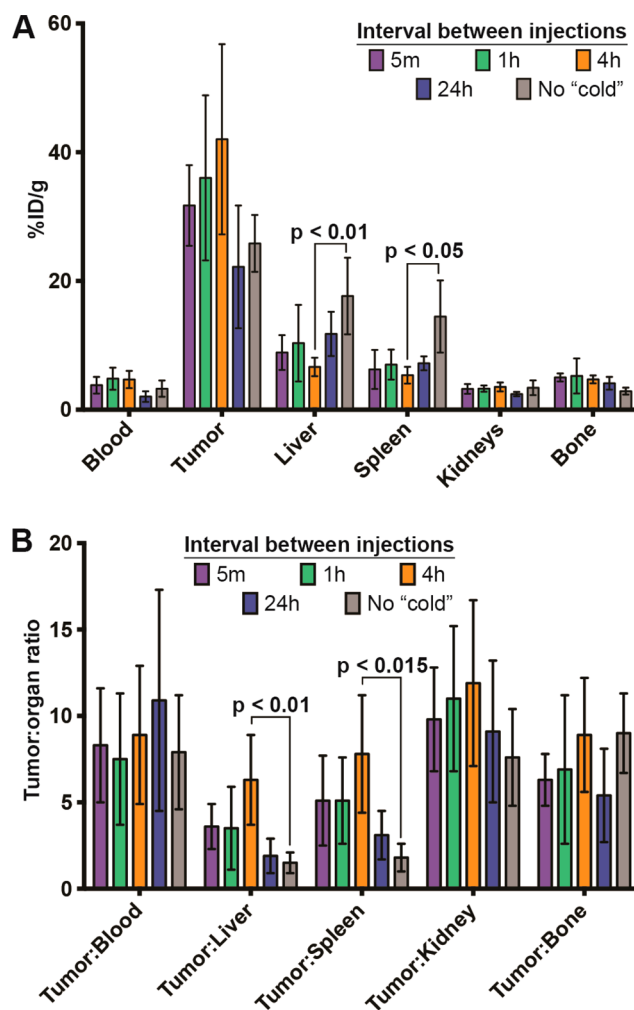 A
Interval between injections
5m 1h 4h
24h No “cold”
60
40
20
0
%ID/g
p < 0.01
p < 0.05
Blood
Tumor
Liver
Spleen
Kidneys
Bone
B
Interval between injections
5m 1h 4h
24h No “cold”
20
15
10
5
0
Tumor:organ ratio
p < 0.01
p < 0.015
Tumor:Blood
Tumor:Liver
Tumor:Spleen
Tumor:Kidney
Tumor:Bone